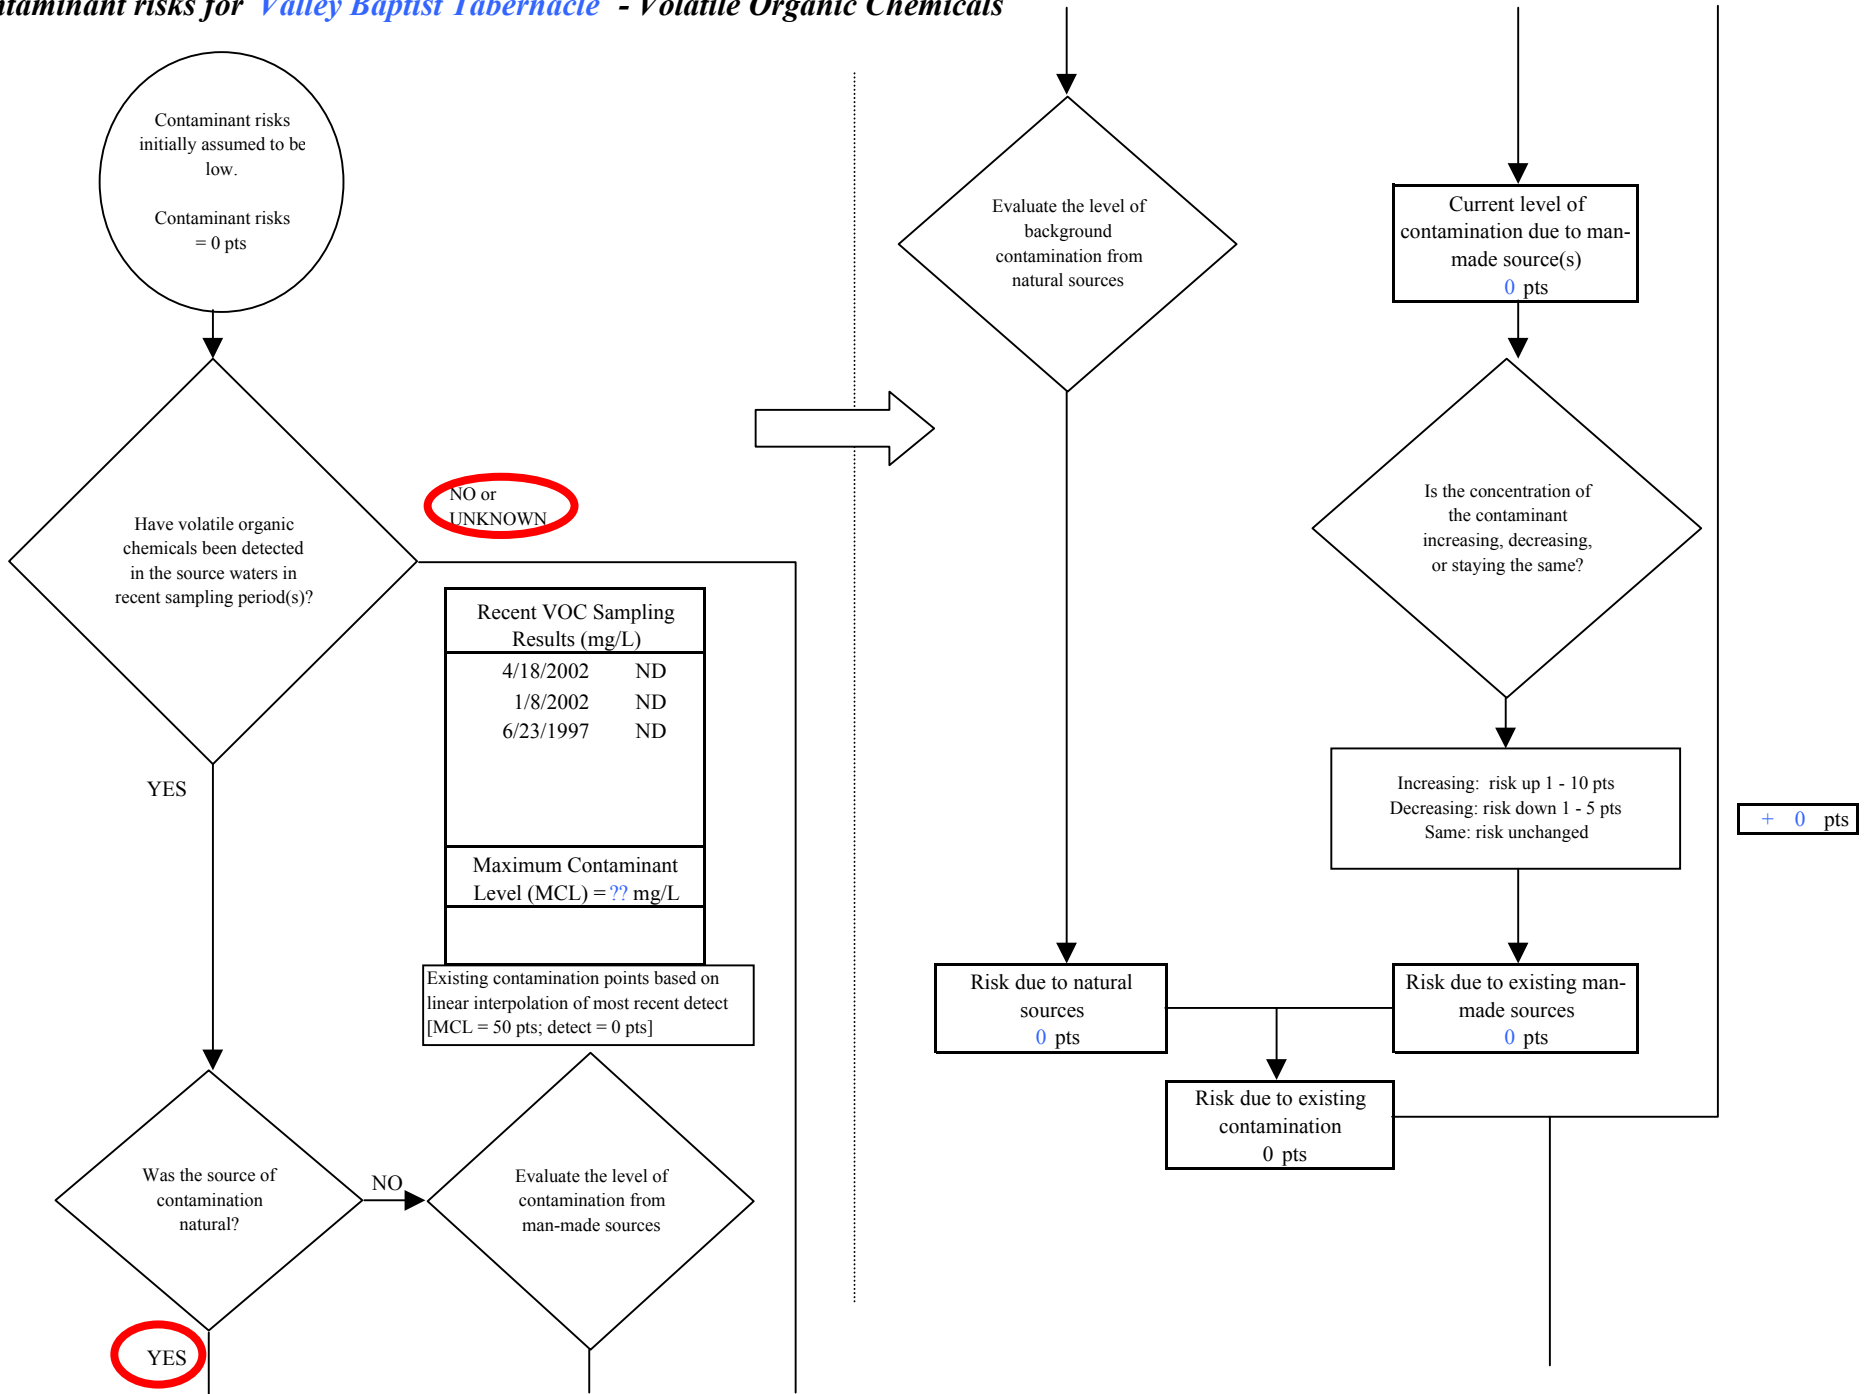 ntaminant risks for Valley Baptist Tabernacle - Volatile Organic Chemicals
Contaminant risks
initially assumed to be
low.
Contaminant risks
= 0 pts
Have volatile organic
chemicals been detected
in the source waters in
recent sampling period(s)?
NO or
UNKNOWN
YES
Recent VOC Sampling
Results (mg/L)
4/18/2002 ND
1/8/2002 ND
6/23/1997 ND
Maximum Contaminant
Level (MCL) = ?? mg/L
Existing contamination points based on
linear interpolation of most recent detect
[MCL = 50 pts; detect = 0 pts]
Was the source of
contamination
natural?
NO
YES
Evaluate the level of
contamination from
man-made sources
Evaluate the level of
background
contamination from
natural sources
Current level of
contamination due to man-
made source(s)
0 pts
Is the concentration of
the contaminant
increasing, decreasing,
or staying the same?
Increasing: risk up 1 - 10 pts
Decreasing: risk down 1 - 5 pts
Same: risk unchanged
+ 0 pts
Risk due to natural
sources
0 pts
Risk due to existing man-
made sources
0 pts
Risk due to existing
contamination
0 pts